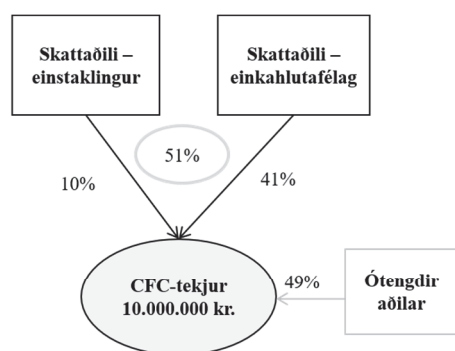 Skattaðili –
einstaklingur
Skattaðili –
einkahlutafélag
51%
10%
41%
CFC-tekjur
10.000.000 kr.
49%
Ótengdir
aðilar